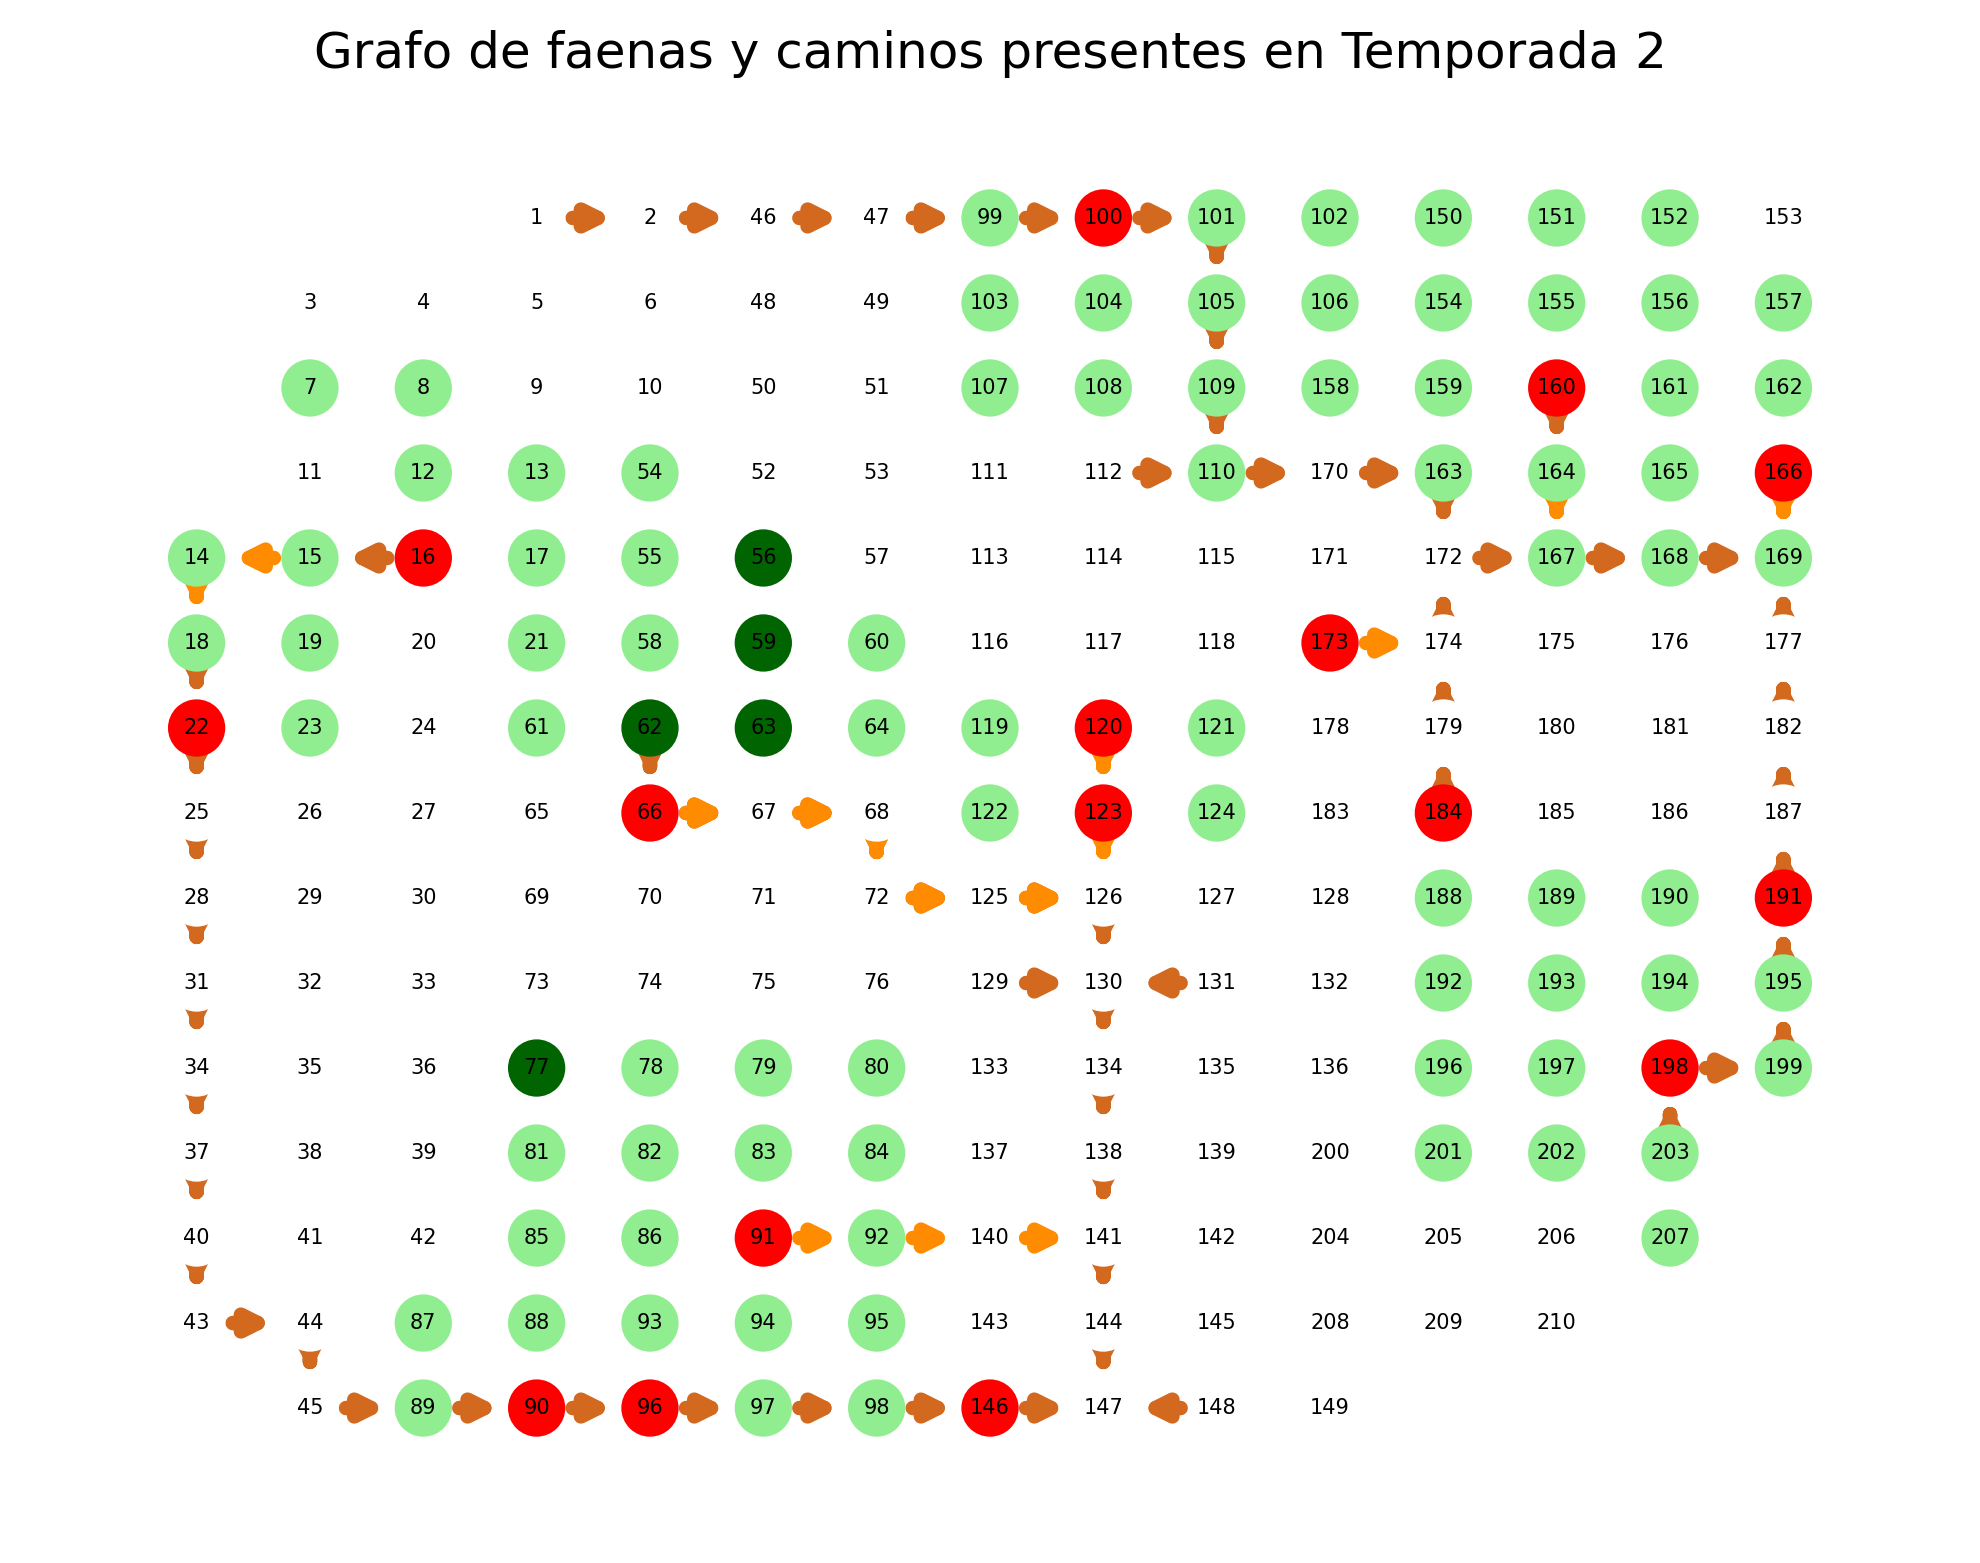 Grafo de faenas y caminos presentes en Temporada 2
1 2 46 47 99 100 101 102 150 151 152 153
3 4 5 6 48 49 103 104 105 106 154 155 156 157
7 8 9 10 50 51 107 108 109 158 159 160 161 162
11 12 13 54 52 53 111 112 110 170 163 164 165 166
14 15 16 17 55 56 57 113 114 115 171 172 167 168 169
18 19 20 21 58 59 60 116 117 118 173 174 175 176 177
22 23 24 61 62 63 64 119 120 121 178 179 180 181 182
25 26 27 65 66 67 68 122 123 124 183 184 185 186 187
28 29 30 69 70 71 72 125 126 127 128 188 189 190 191
31 32 33 73 74 75 76 129 130 131 132 192 193 194 195
34 35 36 77 78 79 80 133 134 135 136 196 197 198 199
37 38 39 81 82 83 84 137 138 139 200 201 202 203
40 41 42 85 86 91 92 140 141 142 204 205 206 207
43 44 87 88 93 94 95 143 144 145 208 209 210
45 89 90 96 97 98 146 147 148 149